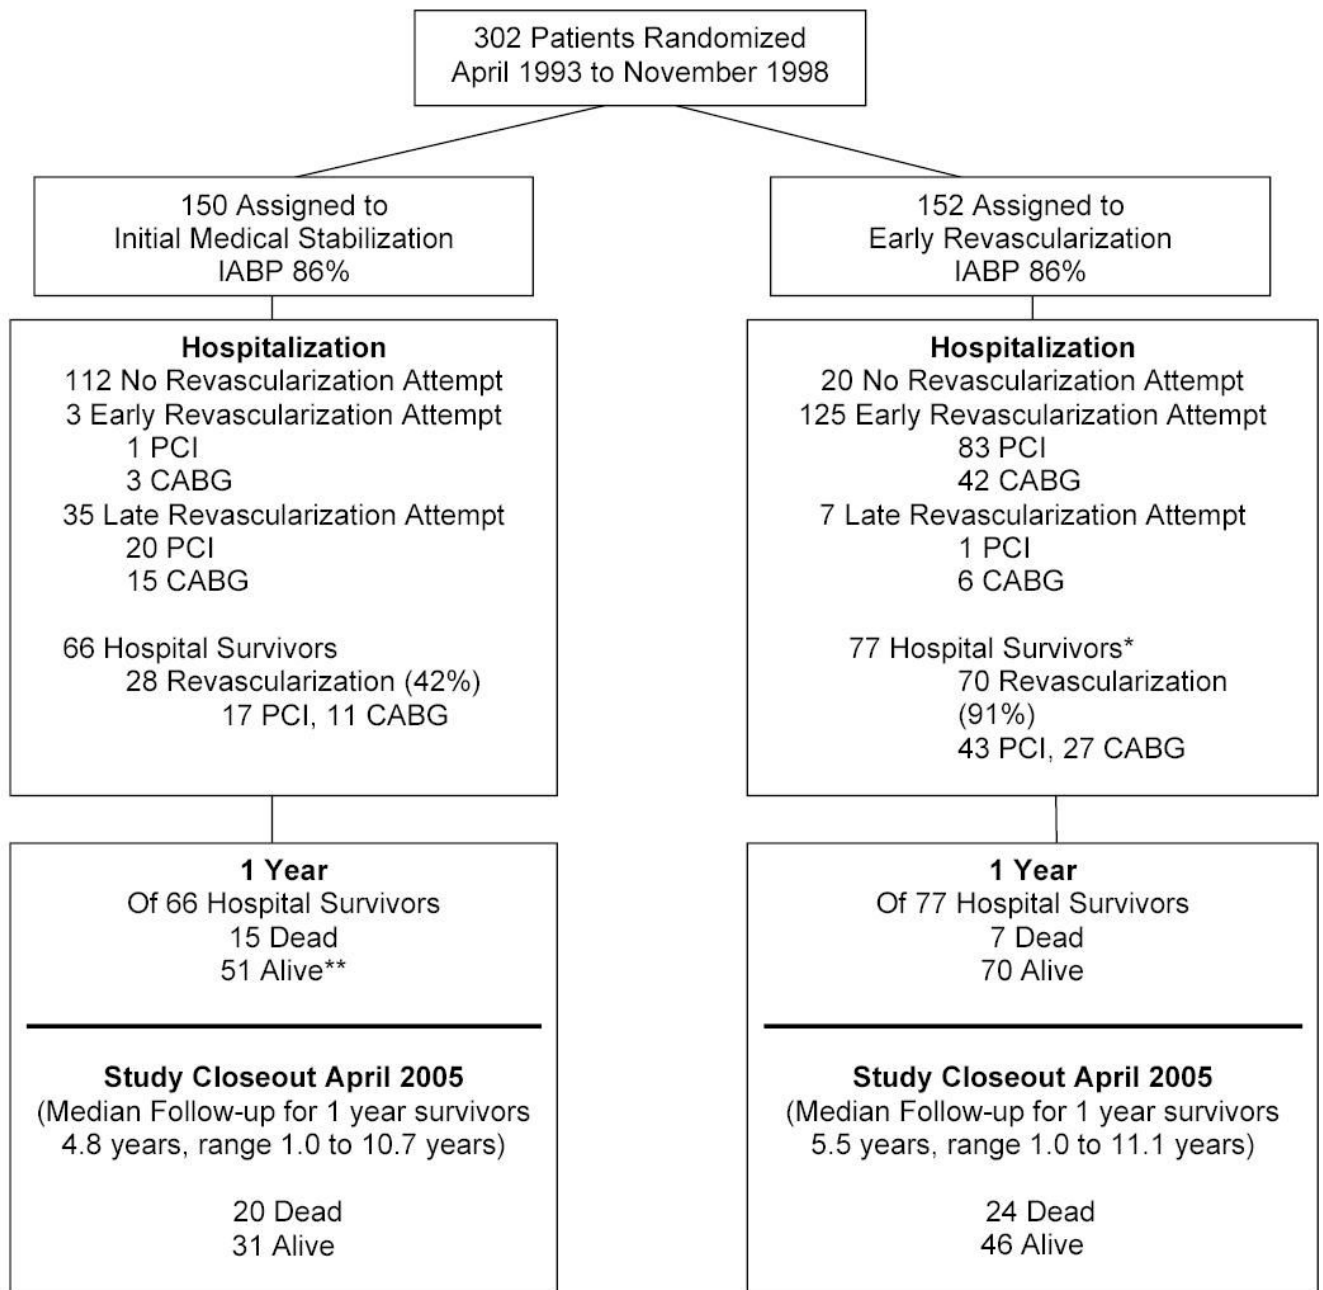 302 Patients Randomized
April 1993 to November 1998
150 Assigned to
Initial Medical Stabilization
IABP 86%
152 Assigned to
Early Revascularization
IABP 86%
Hospitalization
112 No Revascularization Attempt
3 Early Revascularization Attempt
1 PCI
3 CABG
35 Late Revascularization Attempt
20 PCI
15 CABG
66 Hospital Survivors
28 Revascularization (42%)
17 PCI, 11 CABG
Hospitalization
20 No Revascularization Attempt
125 Early Revascularization Attempt
83 PCI
42 CABG
7 Late Revascularization Attempt
1 PCI
6 CABG
77 Hospital Survivors*
70 Revascularization
(91%)
43 PCI, 27 CABG
1 Year
Of 66 Hospital Survivors
15 Dead
51 Alive**
Study Closeout April 2005
(Median Follow-up for 1 year survivors
4.8 years, range 1.0 to 10.7 years)
20 Dead
31 Alive
1 Year
Of 77 Hospital Survivors
7 Dead
70 Alive
Study Closeout April 2005
(Median Follow-up for 1 year survivors
5.5 years, range 1.0 to 11.1 years)
24 Dead
46 Alive